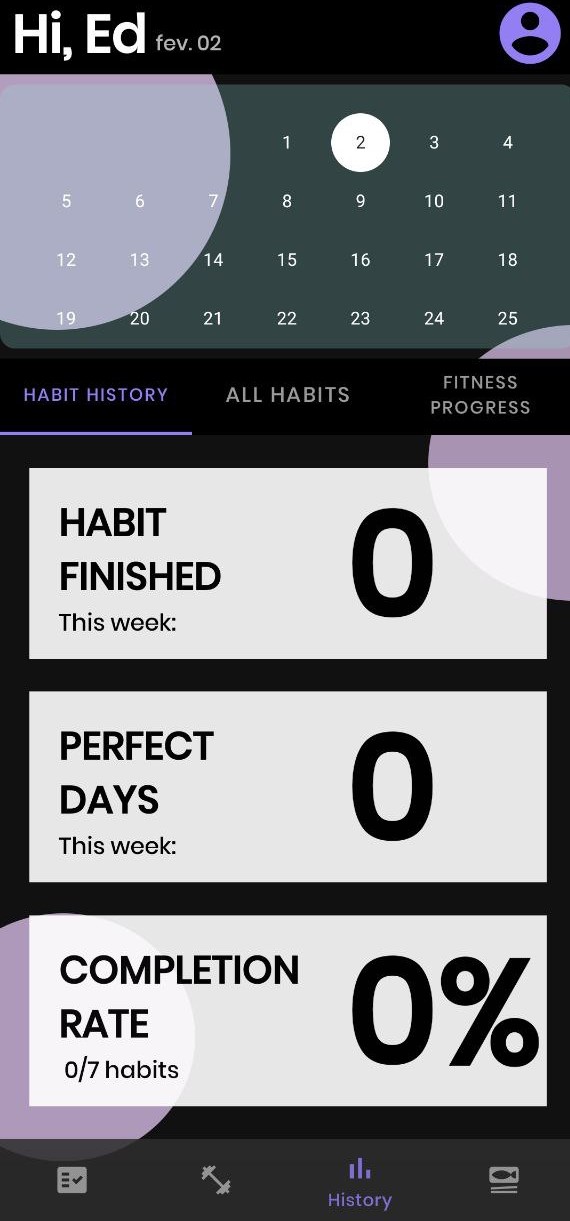 Hi, Ed fev. 02
1 2 3 4
5 6 7 8 9 10 11
12 13 14 15 16 17 18
19 20 21 22 23 24 25
HABIT HISTORY ALL HABITS FITNESS
PROGRESS
HABIT
FINISHED
This week:
0
PERFECT
DAYS
This week:
0
COMPLETION
RATE
0/7 habits
0%
History